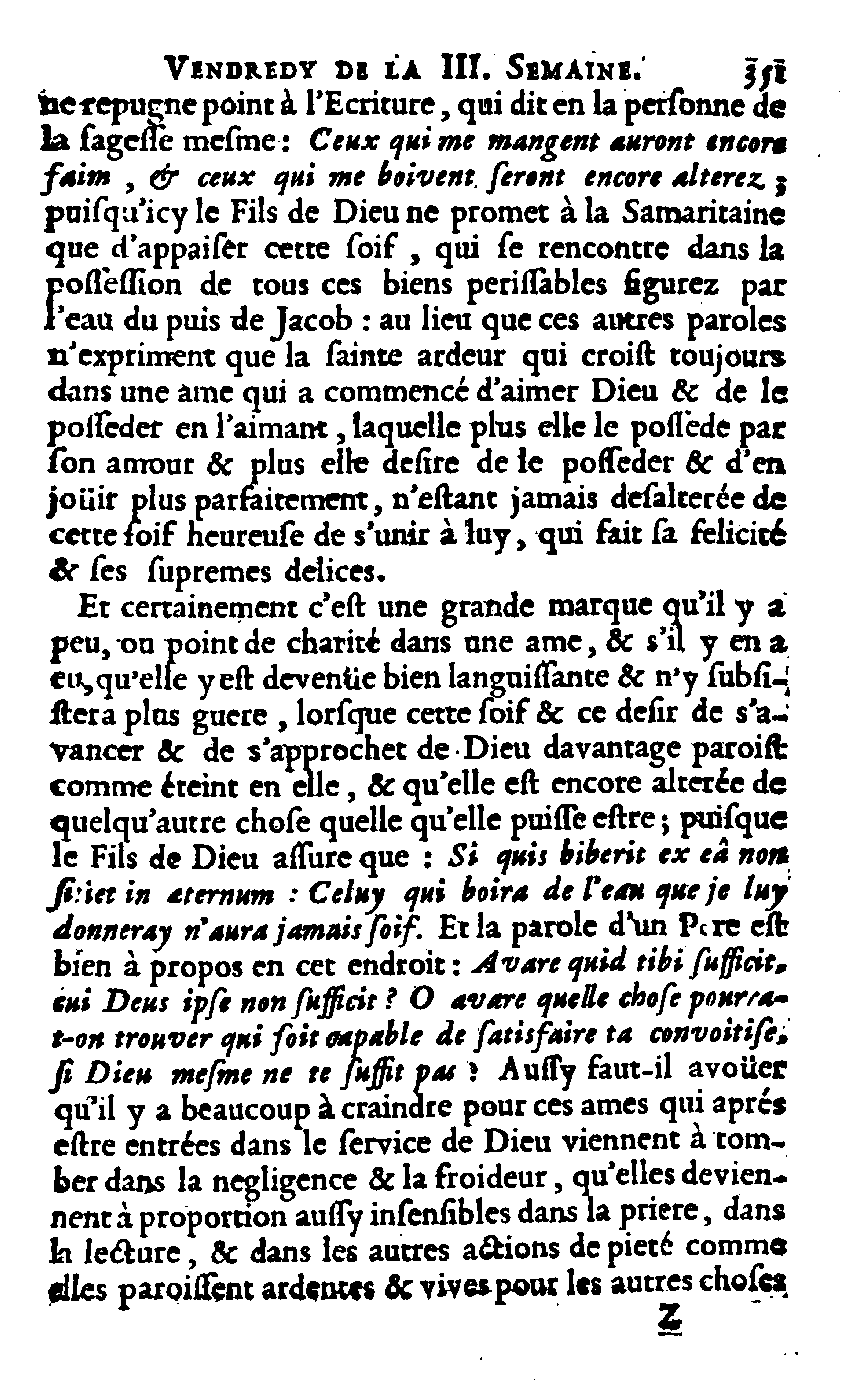 VENDREDY DE LA III. SEMAINE. 351
ne repugne point à l'Ecriture, qui dit en la perſonne de
la ſageſſe meſme: Ceux qui me mangent auront encore
faim, & ceux qui me boivent ſeront encore alterez;
puiſqu'icy le Fils de Dieu ne promet à la Samaritaine
que d'appaiſer cette ſoif, qui ſe rencontre dans la
poſſeſſion de tous ces biens periſſables figurez par
l'eau du puis de Jacob: au lieu que ces autres paroles
n'expriment que la ſainte ardeur qui croiſt toujours
dans une ame qui a commencé d'aimer Dieu & de le
poſſeder en l'aimant, laquelle plus elle le poſſede par
ſon amour & plus elle deſire de le poſſeder & d'en
joüir plus parfaitement, n'eſtant jamais deſalterée de
cette ſoif heureuſe de s'unir à luy, qui fait ſa felicité
& ſes ſupremes delices.
Et certainement c'eſt une grande marque qu'il y a
peu, ou point de charité dans une ame, & s'il y en a
eu, qu'elle y eſt devenüe bien languiſſante & n'y ſubſi-
ſtera plus guere, lorſque cette ſoif & ce deſir de s'a-
vancer & de s'approchet de Dieu davantage paroiſt
comme éteint en elle, & qu'elle eſt encore alterée de
quelqu'autre choſe quelle qu'elle puiſſe eſtre; puiſque
le Fils de Dieu aſſure que: Si quis biberit ex eâ non
ſitiet in æternum: Celuy qui boira de l'eau que je luy
donneray n'aura jamais ſoif. Et la parole d'un Pere eſt
bien à propos en cet endroit: Avare quid tibi ſufficit,
cui Deus ipſe non ſufficit? O avare quelle choſe pourra-
t-on trouver qui ſoit capable de ſatisfaire ta convoitiſe,
ſi Dieu meſme ne te ſuffit pas? Auſſy faut-il avoüer
qu'il y a beaucoup à craindre pour ces ames qui aprés
eſtre entrées dans le ſervice de Dieu viennent à tom-
ber dans la negligence & la froideur, qu'elles devien-
nent à proportion auſſy inſenſibles dans la priere, dans
la lecture, & dans les autres actions de pieté comme
elles paroiſſent ardentes & vives pour les autres choſes
Z